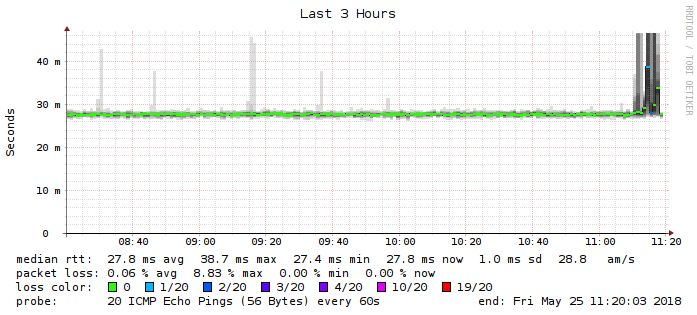 Last 3 Hours
RRDTOOL / TOBI OETIKER
Seconds
40 m
30 m
20 m
10 m
0
08:40 09:00 09:20 09:40 10:00 10:20 10:40 11:00 11:20
median rtt: 27.8 ms avg 38.7 ms max 27.4 ms min 27.8 ms now 1.0 ms sd 28.8 am/s
packet loss: 0.06 % avg 8.83 % max 0.00 % min 0.00 % now
loss color: 0 1/20 2/20 3/20 4/20 10/20 19/20
probe: 20 ICMP Echo Pings (56 Bytes) every 60s end: Fri May 25 11:20:03 2018